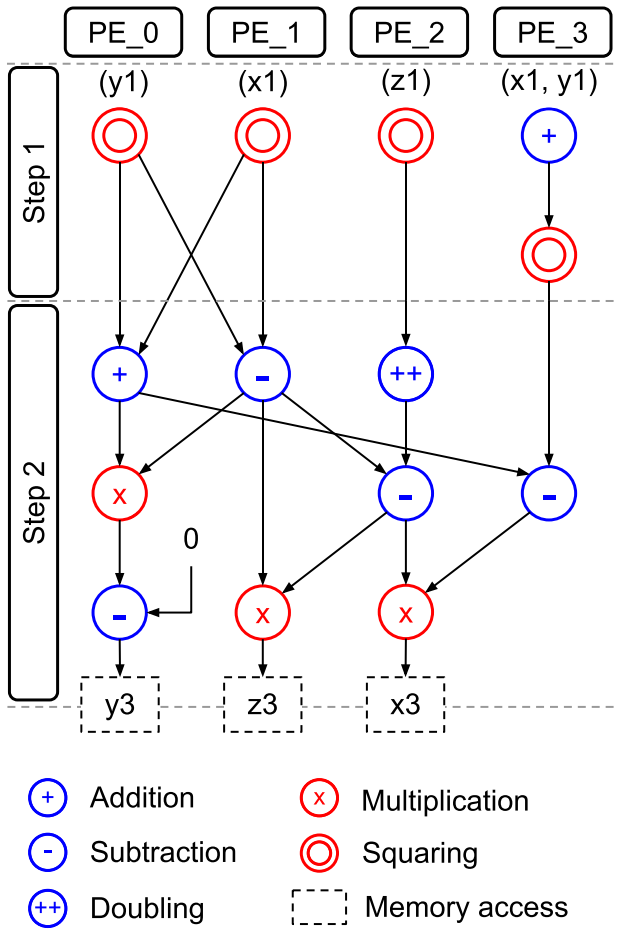 PE_0 PE_1 PE_2 PE_3
(y1) (x1) (z1) (x1, y1)
+
Step 1
+ - ++
x - -
Step 2
0
- x x
y3 z3 x3
+ Addition x Multiplication
- Subtraction Squaring
++ Doubling Memory access